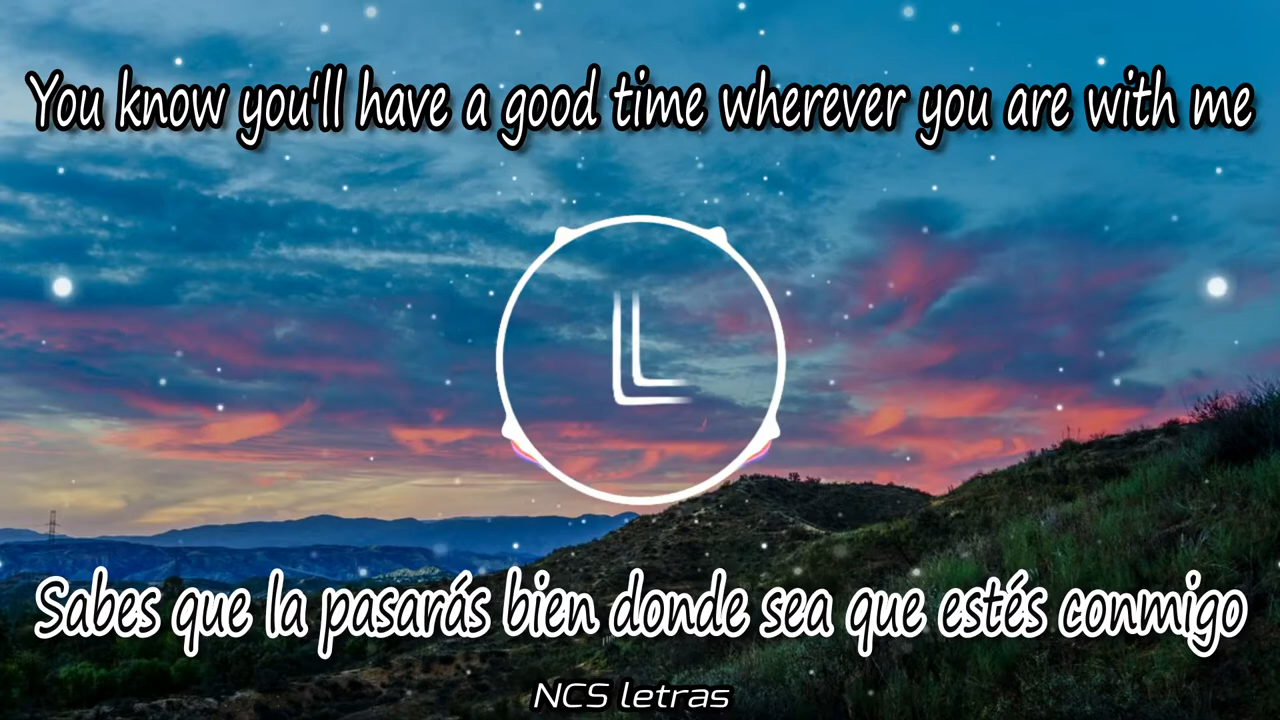 You know you'll have a good time wherever you are with me
L
Sabes que la pasarás bien donde sea que estés conmigo
NCS letras